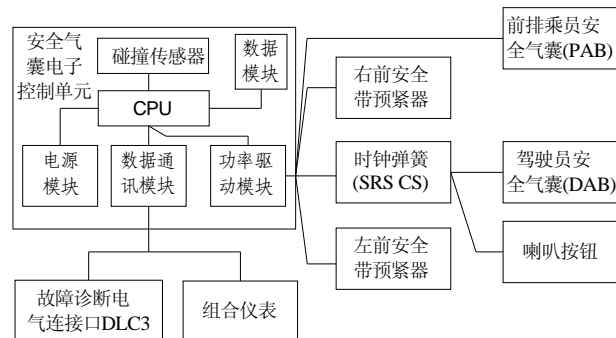 安全气
囊电子
控制单元
碰撞传感器
数据
模块
CPU
电源
模块
数据通
讯模块
功率驱
动模块
前排乘员安
全气囊(PAB)
右前安全
带预紧器
时钟弹簧
(SRS CS)
驾驶员安
全气囊(DAB)
左前安全
带预紧器
喇叭按钮
故障诊断电
气连接口DLC3
组合仪表